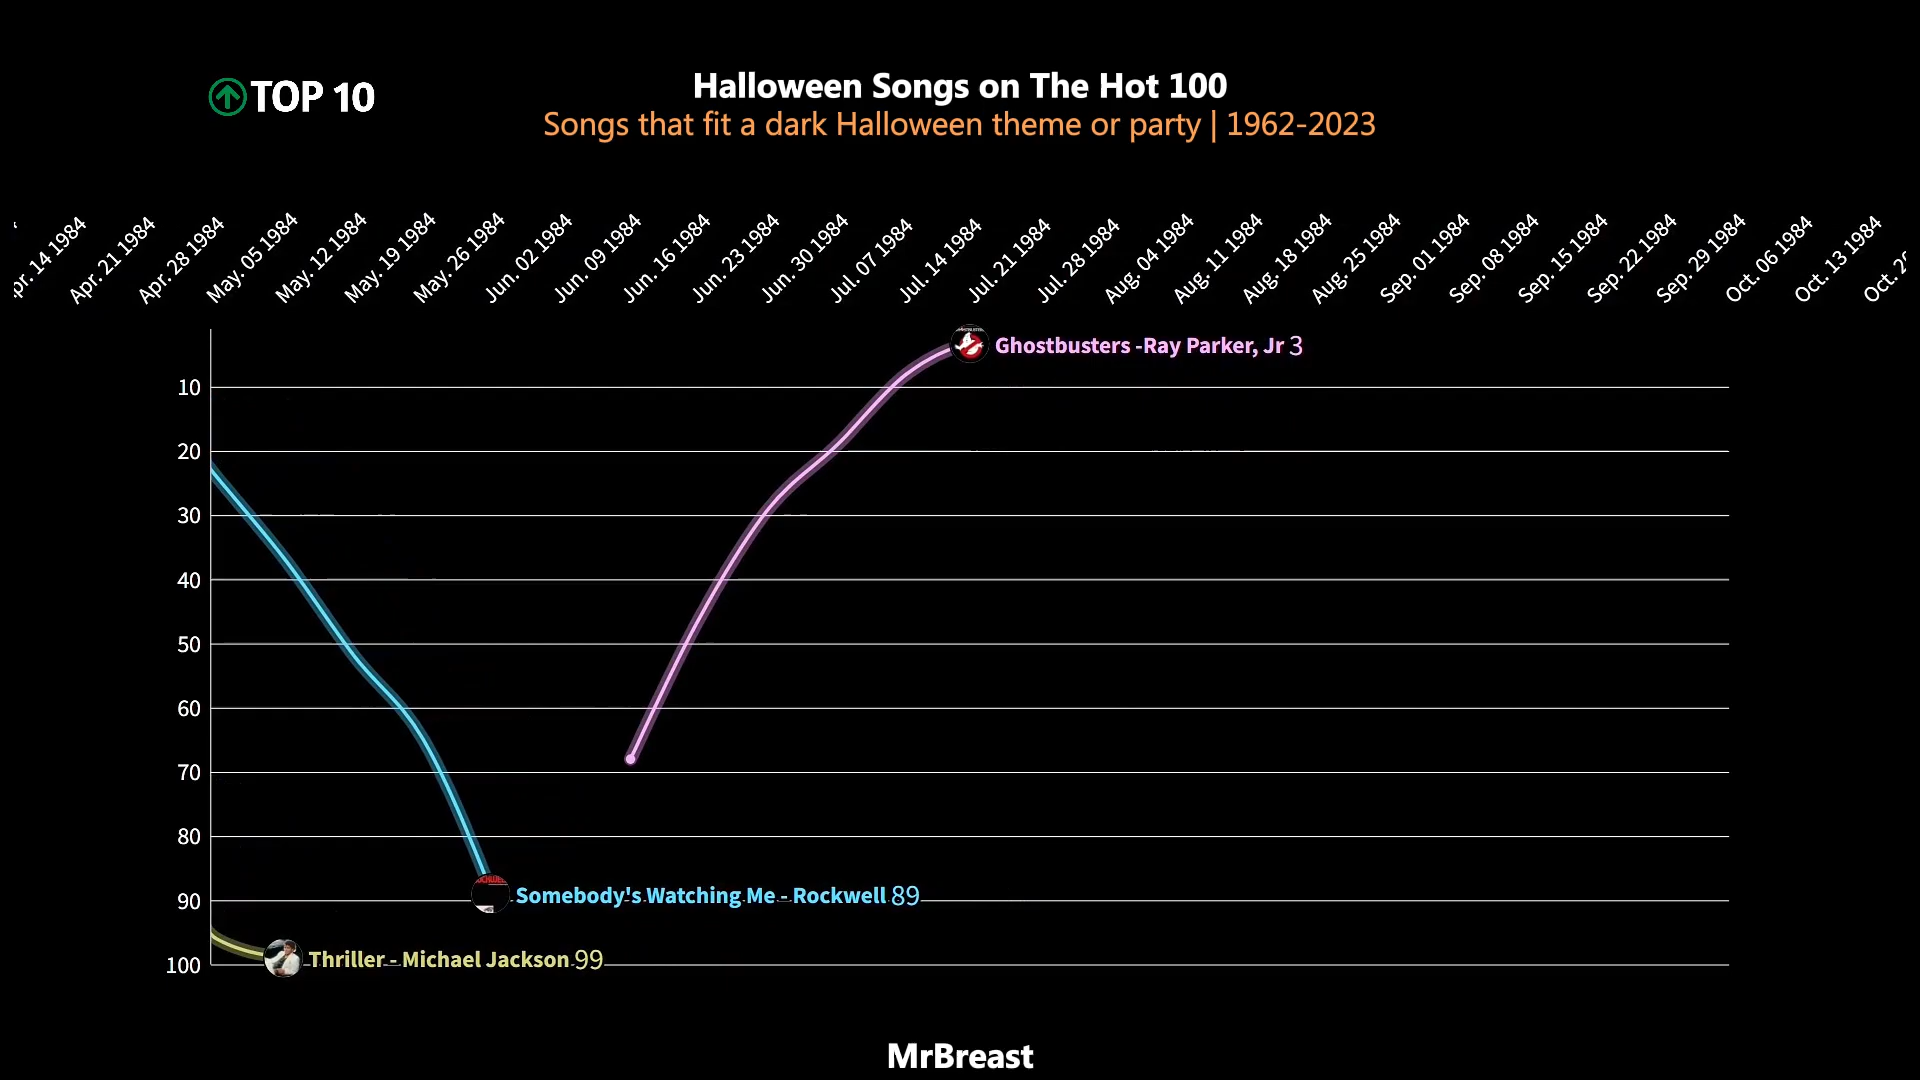 TOP 10
Halloween Songs on The Hot 100
Songs that fit a dark Halloween theme or party | 1962-2023
pr. 14 1984
Apr. 21 1984
Apr. 28 1984
May. 05 1984
May. 12 1984
May. 19 1984
May. 26 1984
Jun. 02 1984
Jun. 09 1984
Jun. 16 1984
Jun. 23 1984
Jun. 30 1984
Jul. 07 1984
Jul. 14 1984
Jul. 21 1984
Jul. 28 1984
Aug. 04 1984
Aug. 11 1984
Aug. 18 1984
Aug. 25 1984
Sep. 01 1984
Sep. 08 1984
Sep. 15 1984
Sep. 22 1984
Sep. 29 1984
Oct. 06 1984
Oct. 13 1984
Oct.
Ghostbusters -Ray Parker, Jr 3
10
20
30
40
50
60
70
80
Somebody's Watching Me - Rockwell 89
90
Thriller - Michael Jackson 99
100
MrBreast